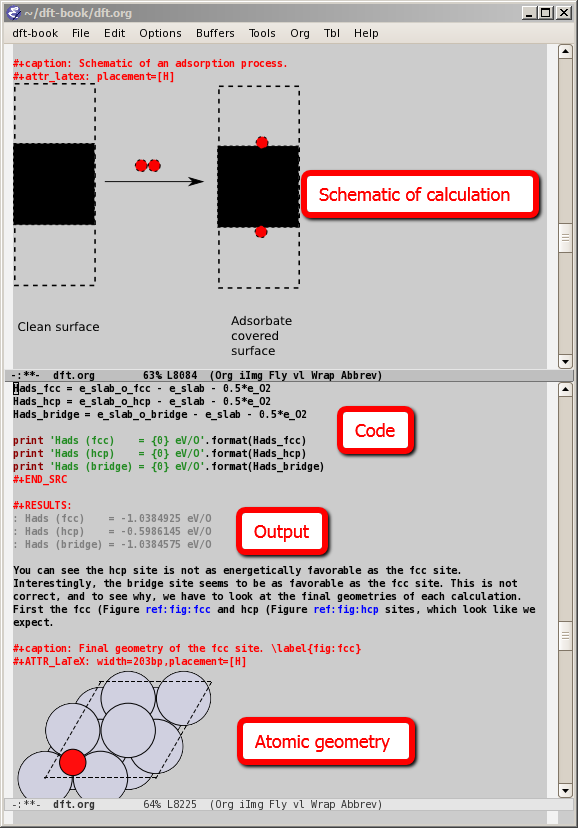 ~/dft-book/dft.org
dft-book File Edit Options Buffers Tools Org Tbl Help
#+caption: Schematic of an adsorption process.
#+attr_latex: placement=[H]
Schematic of calculation
Clean surface
Adsorbate
covered
surface
-:**- dft.org 63% L8084 (Org iImg Fly vl Wrap Abbrev)
Hads_fcc = e_slab_o_fcc - e_slab - 0.5*e_O2
Hads_hcp = e_slab_o_hcp - e_slab - 0.5*e_O2
Hads_bridge = e_slab_o_bridge - e_slab - 0.5*e_O2
Code
print 'Hads (fcc)    = {0} eV/O'.format(Hads_fcc)
print 'Hads (hcp)    = {0} eV/O'.format(Hads_hcp)
print 'Hads (bridge) = {0} eV/O'.format(Hads_bridge)
#+END_SRC
#+RESULTS:
: Hads (fcc)    = -1.0384925 eV/O
: Hads (hcp)    = -0.5986145 eV/O
: Hads (bridge) = -1.0384575 eV/O
Output
You can see the hcp site is not as energetically favorable as the fcc site.
Interestingly, the bridge site seems to be as favorable as the fcc site. This is not
correct, and to see why, we have to look at the final geometries of each calculation.
First the fcc (Figure ref:fig:fcc and hcp (Figure ref:fig:hcp sites, which look like we
expect.
#+caption: Final geometry of the fcc site. \label{fig:fcc}
#+ATTR_LaTeX: width=203bp,placement=[H]
Atomic geometry
-:**- dft.org 64% L8225 (Org iImg Fly vl Wrap Abbrev)